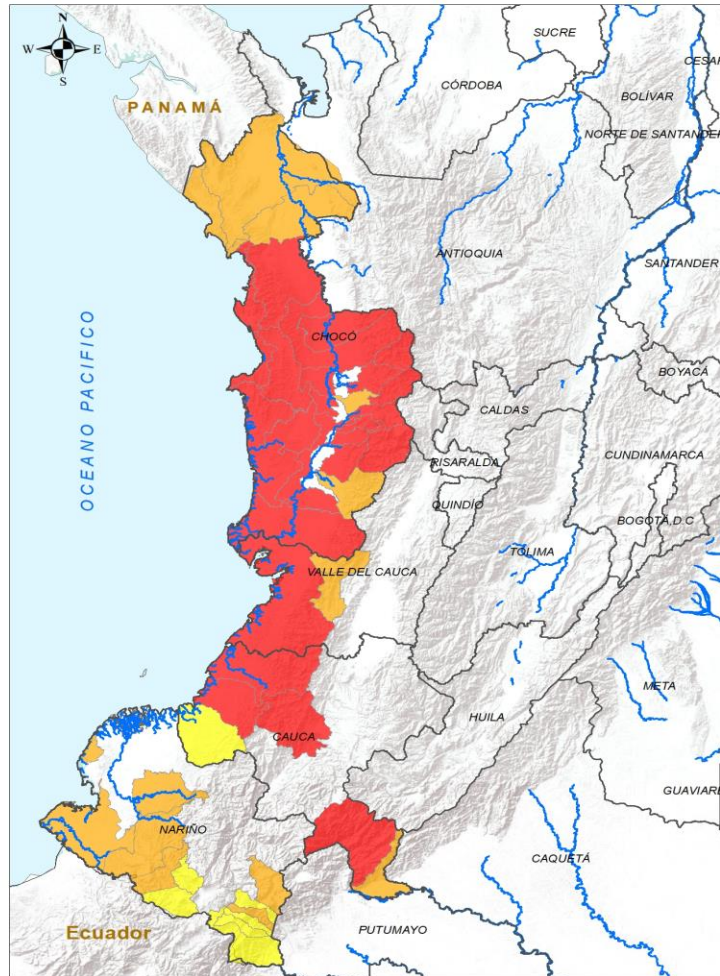 N
W E
S
SUCRE
CESAR
CÓRDOBA
BOLÍVAR
PANAMÁ
NORTE DE SANTANDER
ANTIOQUIA
SANTANDER
OCEANO PACIFICO
CHOCÓ
BOYACÁ
CALDAS
CUNDINAMARCA
RISARALDA
QUINDÍO
BOGOTÁ, D.C
TOLIMA
VALLE DEL CAUCA
META
HUILA
CAUCA
GUAVIARE
NARIÑO
CAQUETÁ
Ecuador
PUTUMAYO